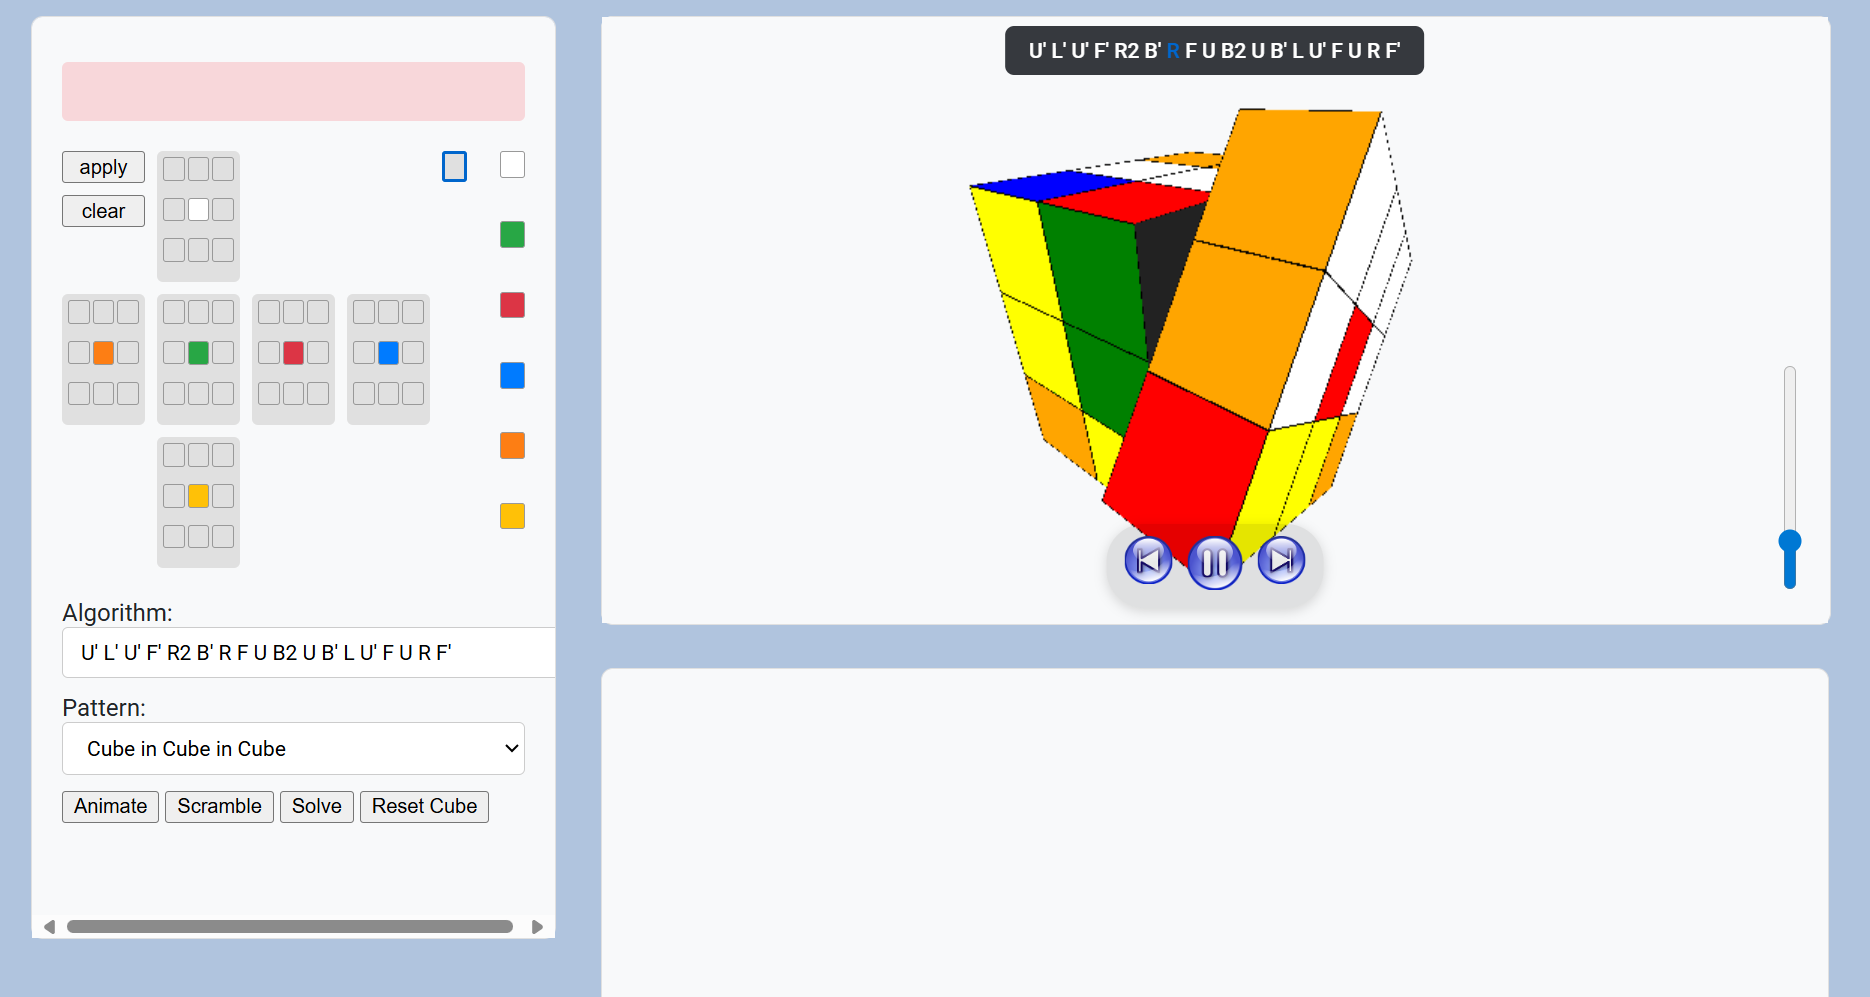 U' L' U' F' R2 B' R F U B2 U B' L U' F U R F'
apply
clear
Algorithm:
U' L' U' F' R2 B' R F U B2 U B' L U' F U R F'
Pattern:
Cube in Cube in Cube
Animate Scramble Solve Reset Cube